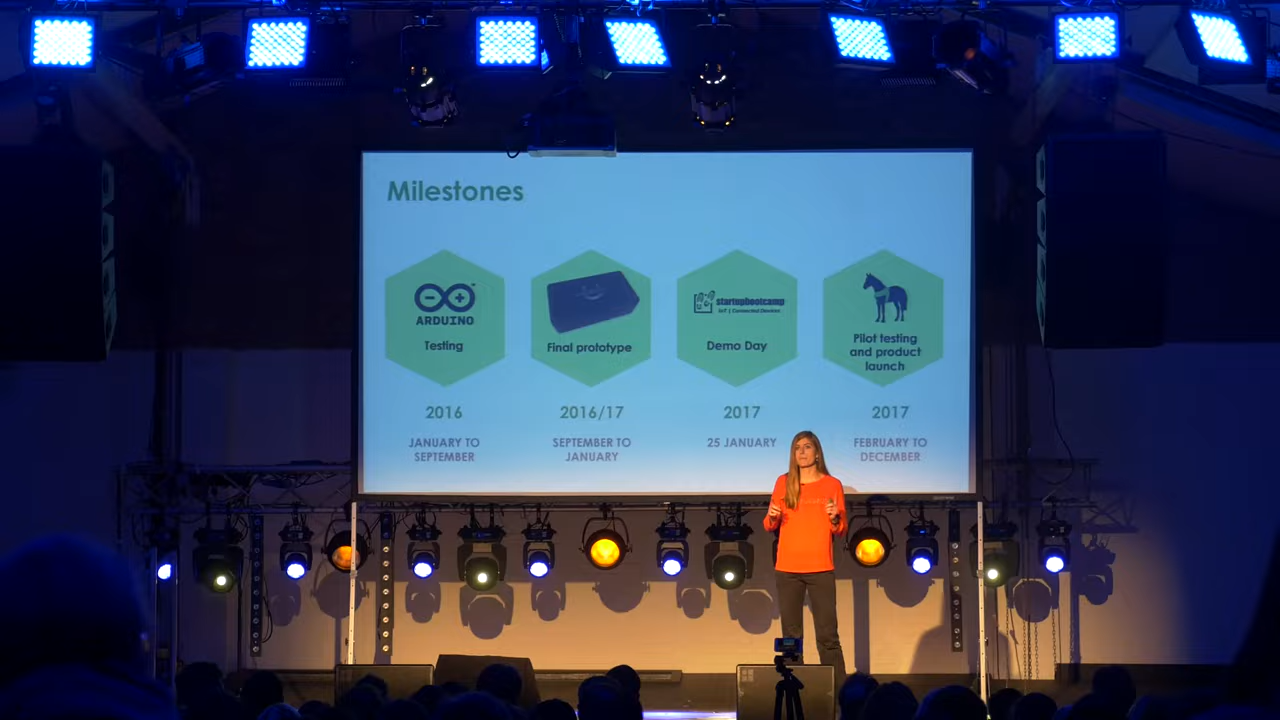 Milestones
ARDUINO
Testing
2016
JANUARY TO
SEPTEMBER
Final prototype
2016/17
SEPTEMBER TO
JANUARY
startupbootcamp
IoT | Connected Devices
Demo Day
2017
25 JANUARY
Pilot testing
and product
launch
2017
FEBRUARY TO
DECEMBER